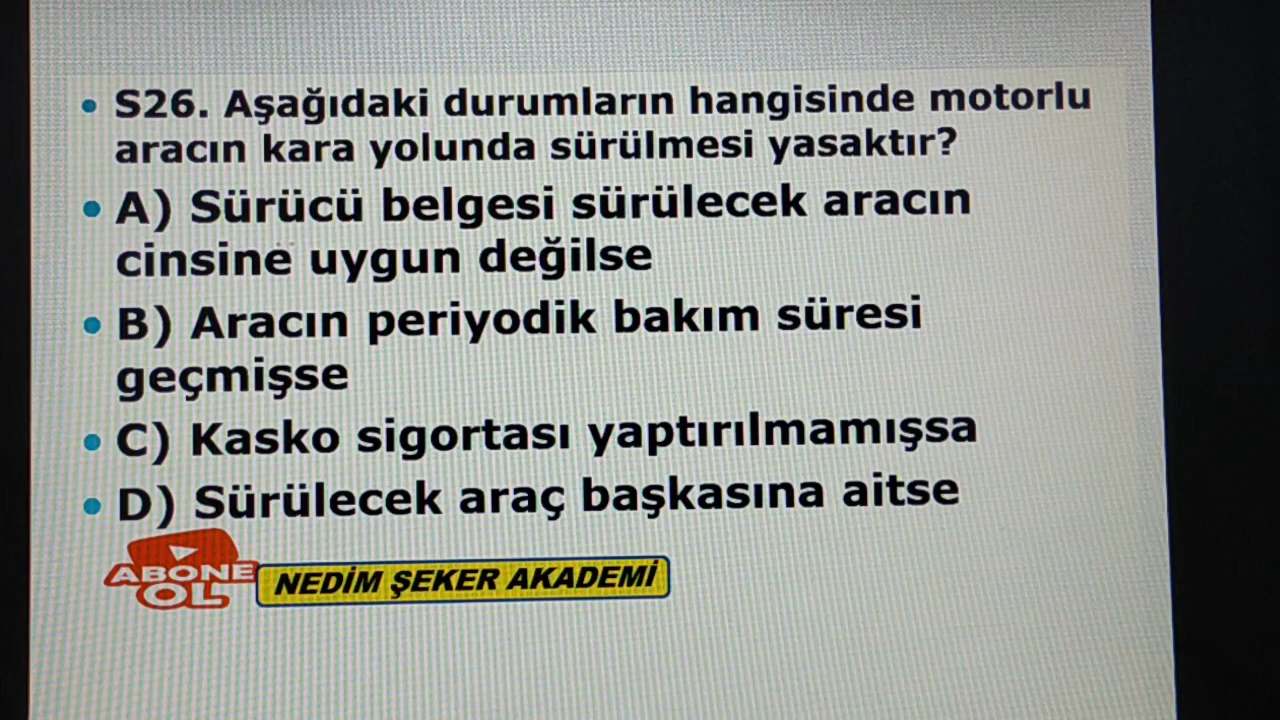 • S26. Aşağıdaki durumların hangisinde motorlu
aracın kara yolunda sürülmesi yasaktır?
• A) Sürücü belgesi sürülecek aracın
cinsine uygun değilse
• B) Aracın periyodik bakım süresi
geçmişse
• C) Kasko sigortası yaptırılmamışsa
• D) Sürülecek araç başkasına aitse
ABONE
OL
NEDİM ŞEKER AKADEMİ